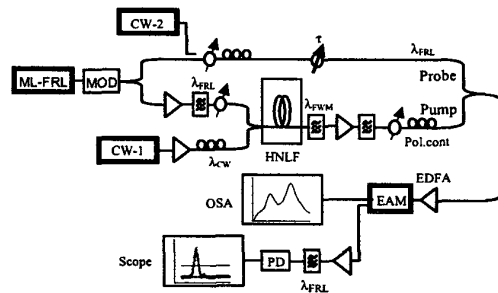 CW-2
τ
λFRL
ML-FRL
MOD
Probe
λFRL
λFWM
Pump
CW-1
λCW
HNLF
Pol.cont
OSA
EAM
EDFA
Scope
PD
λFRL